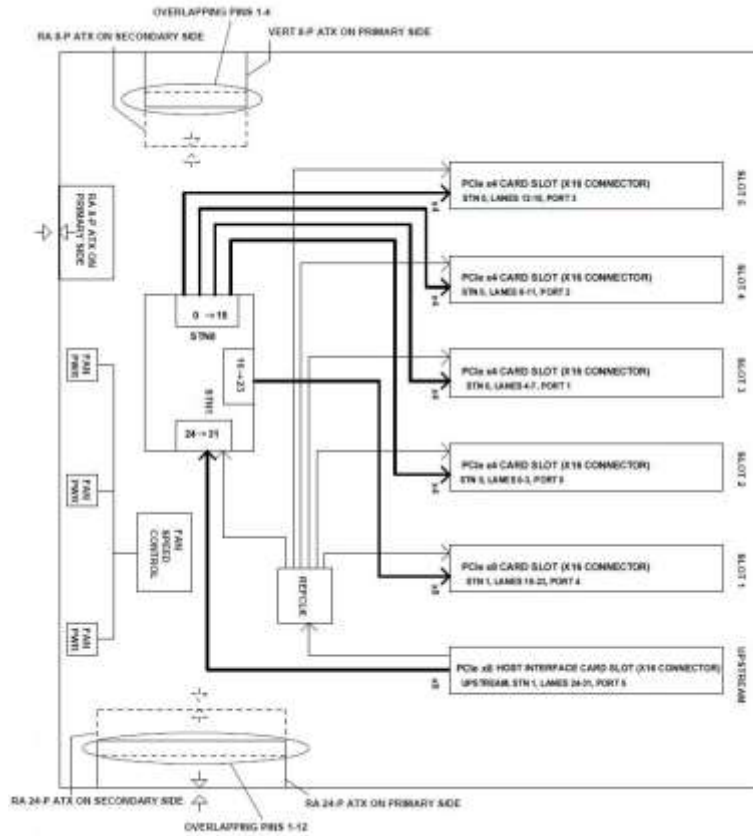 OVERLAPPING PINS 1-4
RA 8-P ATX ON SECONDARY SIDE
VERT 8-P ATX ON PRIMARY SIDE
RA 8-P ATX ON
PRIMARY SIDE
PCIe x4 CARD SLOT (X16 CONNECTOR)
x4
SLOT 5
PCIe x4 CARD SLOT (X16 CONNECTOR)
STN 0, LANES 8-11, PORT 2
x4
SLOT 4
0 → 15
STN0
16→23
STN1
24→31
FAN
PWR
PCIe x4 CARD SLOT (X16 CONNECTOR)
STN 0, LANES 4-7, PORT 1
x4
SLOT 3
PCIe x4 CARD SLOT (X16 CONNECTOR)
STN 0, LANES 0-3, PORT 0
x4
SLOT 2
FAN
PWR
FAN
SPEED
CONTROL
PCIe x8 CARD SLOT (X16 CONNECTOR)
STN 1, LANES 16-23, PORT 4
x8
SLOT 1
REFCLK
FAN
PWR
PCIe x8 HOST INTERFACE CARD SLOT (X16 CONNECTOR)
UPSTREAM, STN 1, LANES 24-31, PORT 5
x8
UPSTREAM
RA 24-P ATX ON SECONDARY SIDE
RA 24-P ATX ON PRIMARY SIDE
OVERLAPPING PINS 1-12